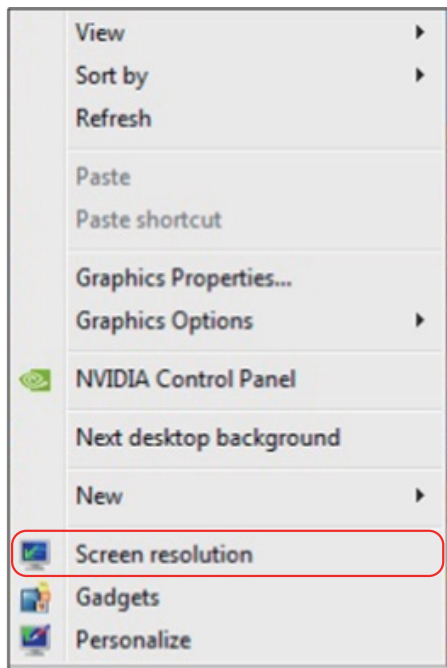 View
Sort by
Refresh
Paste
Paste shortcut
Graphics Properties...
Graphics Options
NVIDIA Control Panel
Next desktop background
New
Screen resolution
Gadgets
Personalize